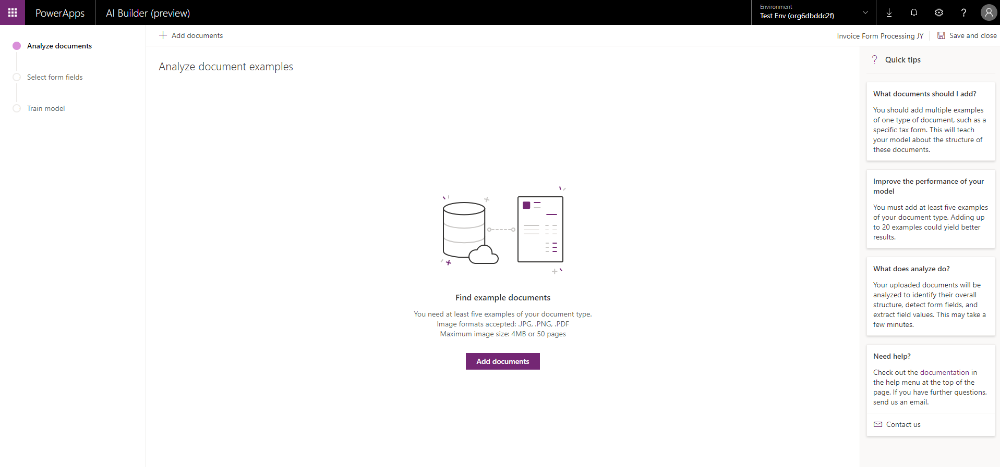 PowerApps
AI Builder (preview)
Environment
Test Env (org6dbddc2f)
Add documents
Invoice Form Processing JY
Save and close
Analyze documents
Select form fields
Train model
Analyze document examples
Find example documents
You need at least five examples of your document type.
Image formats accepted: .JPG, .PNG, .PDF
Maximum image size: 4MB or 50 pages
Add documents
Quick tips
What documents should I add?
You should add multiple examples
of one type of document, such as a
specific tax form. This will teach
your model about the structure of
these documents.
Improve the performance of your
model
You must add at least five examples
of your document type. Adding up
to 20 examples could yield better
results.
What does analyze do?
Your uploaded documents will be
analyzed to identify their overall
structure, detect form fields, and
extract field values. This may take a
few minutes.
Need help?
Check out the documentation in
the help menu at the top of the
page. If you have further questions,
send us an email.
Contact us